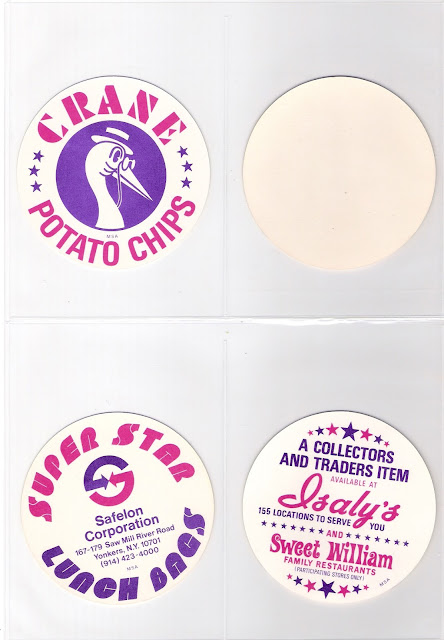 CRANE
MSA
POTATO CHIPS
SUPER STAR
Safelon
Corporation
167-179 Saw Mill River Road
Yonkers, N.Y. 10701
(914) 423-4000
MSA
LUNCH BAGS
A COLLECTORS
AND TRADERS ITEM
AVAILABLE AT
Isaly's
155 LOCATIONS TO SERVE YOU
AND
Sweet William
FAMILY RESTAURANTS
(PARTICIPATING STORES ONLY)
MSA